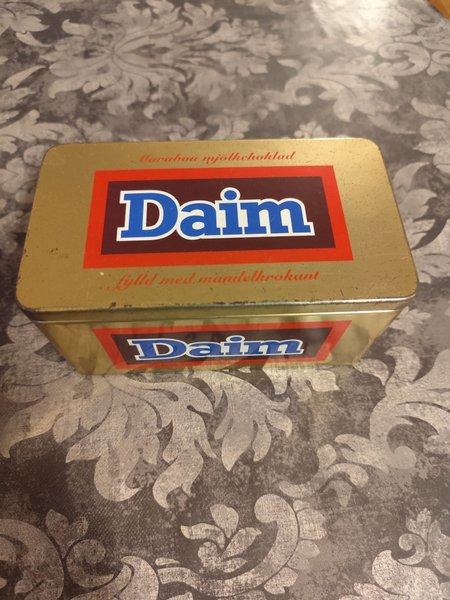 Marabou mjölkchoklad
Daim
fylld med mandelkrokant
Daim